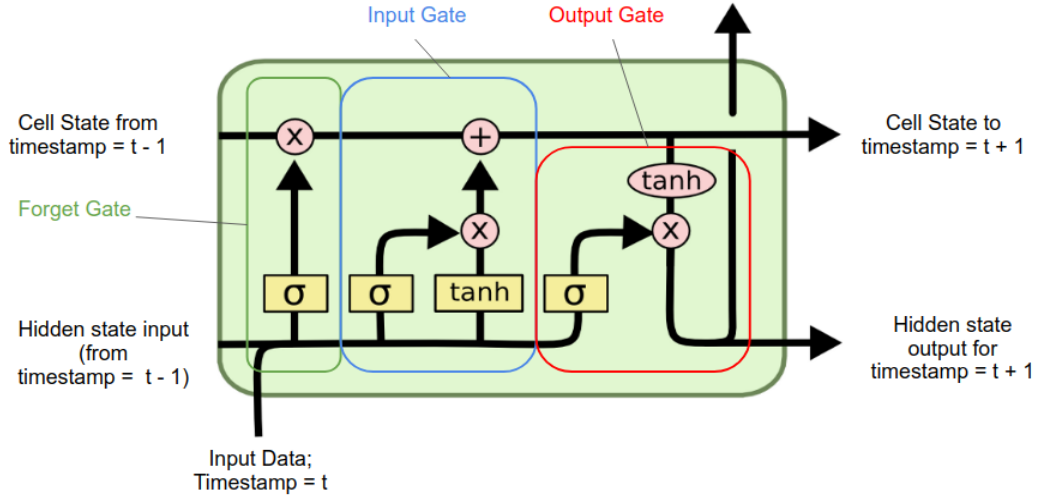 Input Gate
Output Gate
Cell State from
timestamp = t - 1
x
+
Cell State to
timestamp = t + 1
tanh
Forget Gate
x
x
σ
σ
tanh
σ
Hidden state input
(from
timestamp =  t - 1)
Hidden state
output for
timestamp = t + 1
Input Data;
Timestamp = t